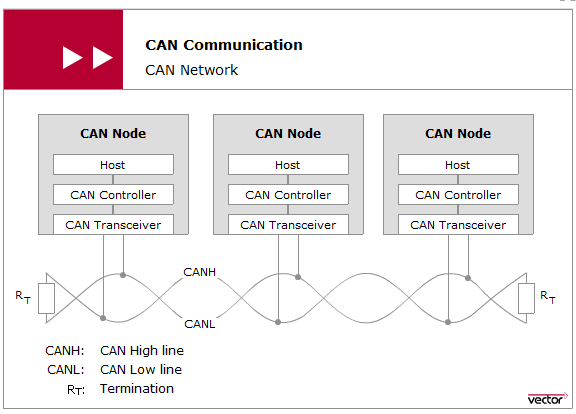 CAN Communication
CAN Network
CAN Node CAN Node CAN Node
Host Host Host
CAN Controller CAN Controller CAN Controller
CAN Transceiver CAN Transceiver CAN Transceiver
CANH
RT RT
CANL
CANH: CAN High line
CANL: CAN Low line
RT: Termination
vector